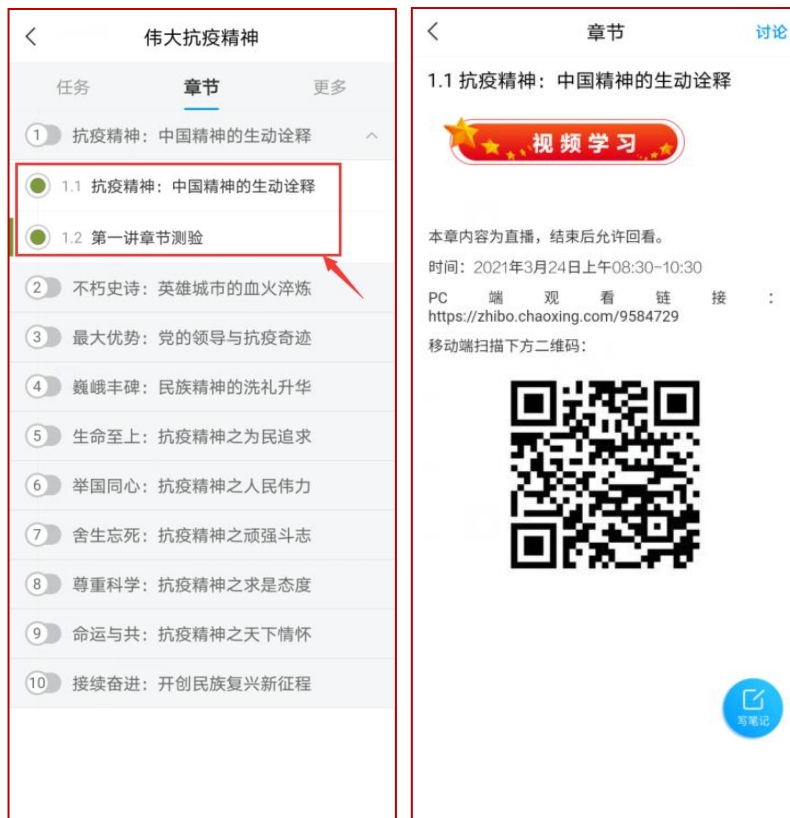 伟大抗疫精神
任务 章节 更多
1 抗疫精神：中国精神的生动诠释
1.1 抗疫精神：中国精神的生动诠释
1.2 第一讲章节测验
2 不朽史诗：英雄城市的血火淬炼
3 最大优势：党的领导与抗疫奇迹
4 巍峨丰碑：民族精神的洗礼升华
5 生命至上：抗疫精神之为民追求
6 举国同心：抗疫精神之人民伟力
7 舍生忘死：抗疫精神之顽强斗志
8 尊重科学：抗疫精神之求是态度
9 命运与共：抗疫精神之天下情怀
10 接续奋进：开创民族复兴新征程
章节 讨论
1.1 抗疫精神：中国精神的生动诠释
视频学习
本章内容为直播，结束后允许回看。
时间：2021年3月24日上午08:30-10:30
PC 端 观 看 链 接 ：
https://zhibo.chaoxing.com/9584729
移动端扫描下方二维码：
写笔记